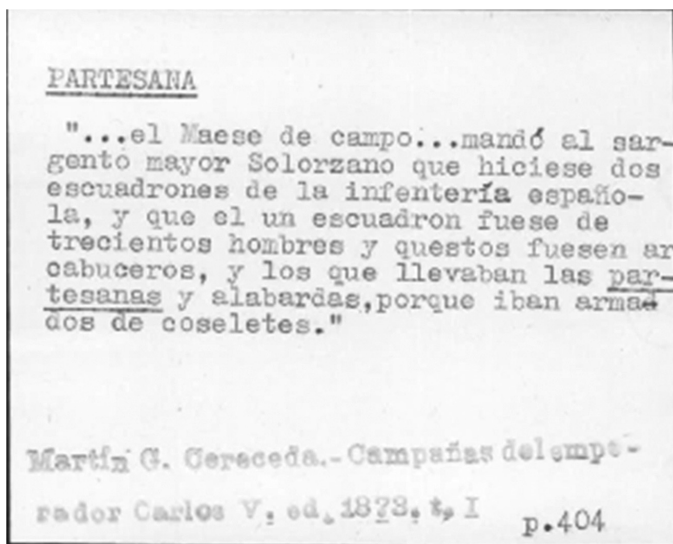 PARTESANA
"...el Maese de campo...mandó al sar-
gento mayor Solorzano que hiciese dos
escuadrones de la infentería españo-
la, y que el un escuadron fuese de
trecientos hombres y questos fuesen ar
cabuceros, y los que llevaban las par-
tesanas y alabardas,porque iban armad
dos de coseletes."
Martín G. Cereceda.-Campañas del empe-
rador Carlos V. ed. 1873. t, I
p.404